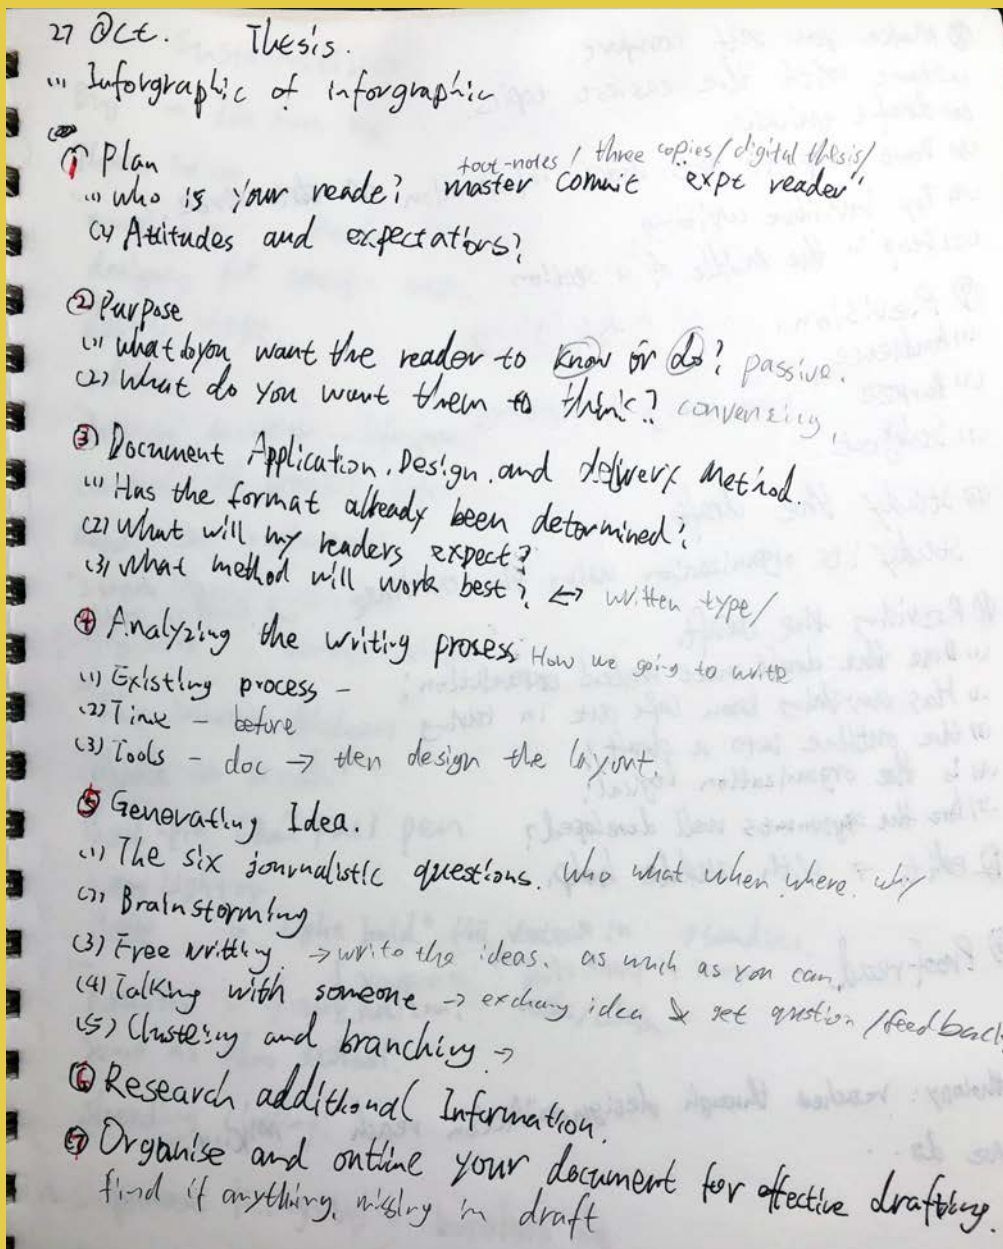 27 Oct. Thesis.
(1) Inforgraphic of inforgraphic
① Plan
foot-notes / three copies / digital thesis /
(1) who is your reade? master commit expt reader.
(2) Attitudes and expectations?
② Purpose
(1) what do you want the reader to know or do? passive.
(2) What do you want them to think? convencing
③ Document Application. Design. and delivery Method.
(1) Has the format already been determined?
(2) What will my readers expect?
(3) What method will work best? ↔ written type/
④ Analyzing the writing prosess How we going to write
(1) Existing process -
(2) Time - before
(3) Tools - doc → then design the layout.
⑤ Generating Idea.
(1) The six journalistic questions. Who what when where why
(2) Brainstorming
(3) Free writting → write the ideas. as much as you can
(4) Talking with someone → exchang idea & get qustion / feedback
(5) Clustering and branching →
⑥ Research additional Information.
⑦ Organise and outline your document for effective drafting.
find if anything missing in draft